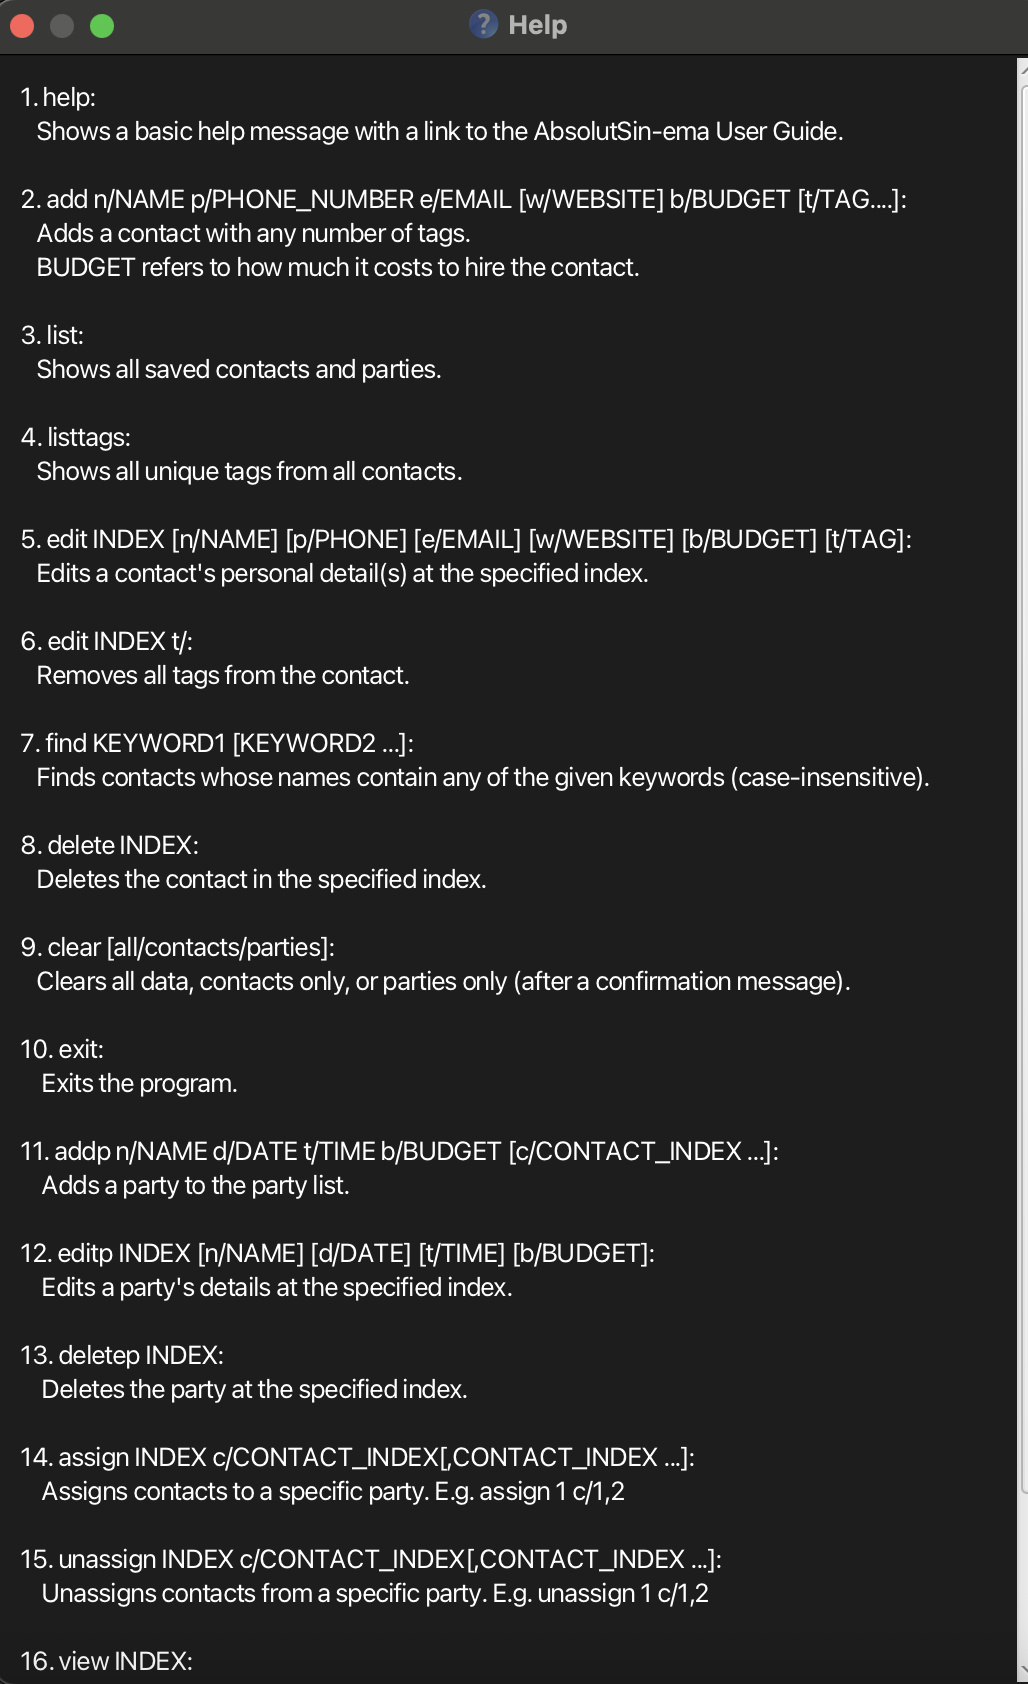 Help
1. help:
Shows a basic help message with a link to the AbsolutSin-ema User Guide.
2. add n/NAME p/PHONE_NUMBER e/EMAIL [w/WEBSITE] b/BUDGET [t/TAG....]:
Adds a contact with any number of tags.
BUDGET refers to how much it costs to hire the contact.
3. list:
Shows all saved contacts and parties.
4. listtags:
Shows all unique tags from all contacts.
5. edit INDEX [n/NAME] [p/PHONE] [e/EMAIL] [w/WEBSITE] [b/BUDGET] [t/TAG]:
Edits a contact's personal detail(s) at the specified index.
6. edit INDEX t/:
Removes all tags from the contact.
7. find KEYWORD1 [KEYWORD2 ...]:
Finds contacts whose names contain any of the given keywords (case-insensitive).
8. delete INDEX:
Deletes the contact in the specified index.
9. clear [all/contacts/parties]:
Clears all data, contacts only, or parties only (after a confirmation message).
10. exit:
Exits the program.
11. addp n/NAME d/DATE t/TIME b/BUDGET [c/CONTACT_INDEX ...]:
Adds a party to the party list.
12. editp INDEX [n/NAME] [d/DATE] [t/TIME] [b/BUDGET]:
Edits a party's details at the specified index.
13. deletep INDEX:
Deletes the party at the specified index.
14. assign INDEX c/CONTACT_INDEX[,CONTACT_INDEX ...]:
Assigns contacts to a specific party. E.g. assign 1 c/1,2
15. unassign INDEX c/CONTACT_INDEX[,CONTACT_INDEX ...]:
Unassigns contacts from a specific party. E.g. unassign 1 c/1,2
16. view INDEX: